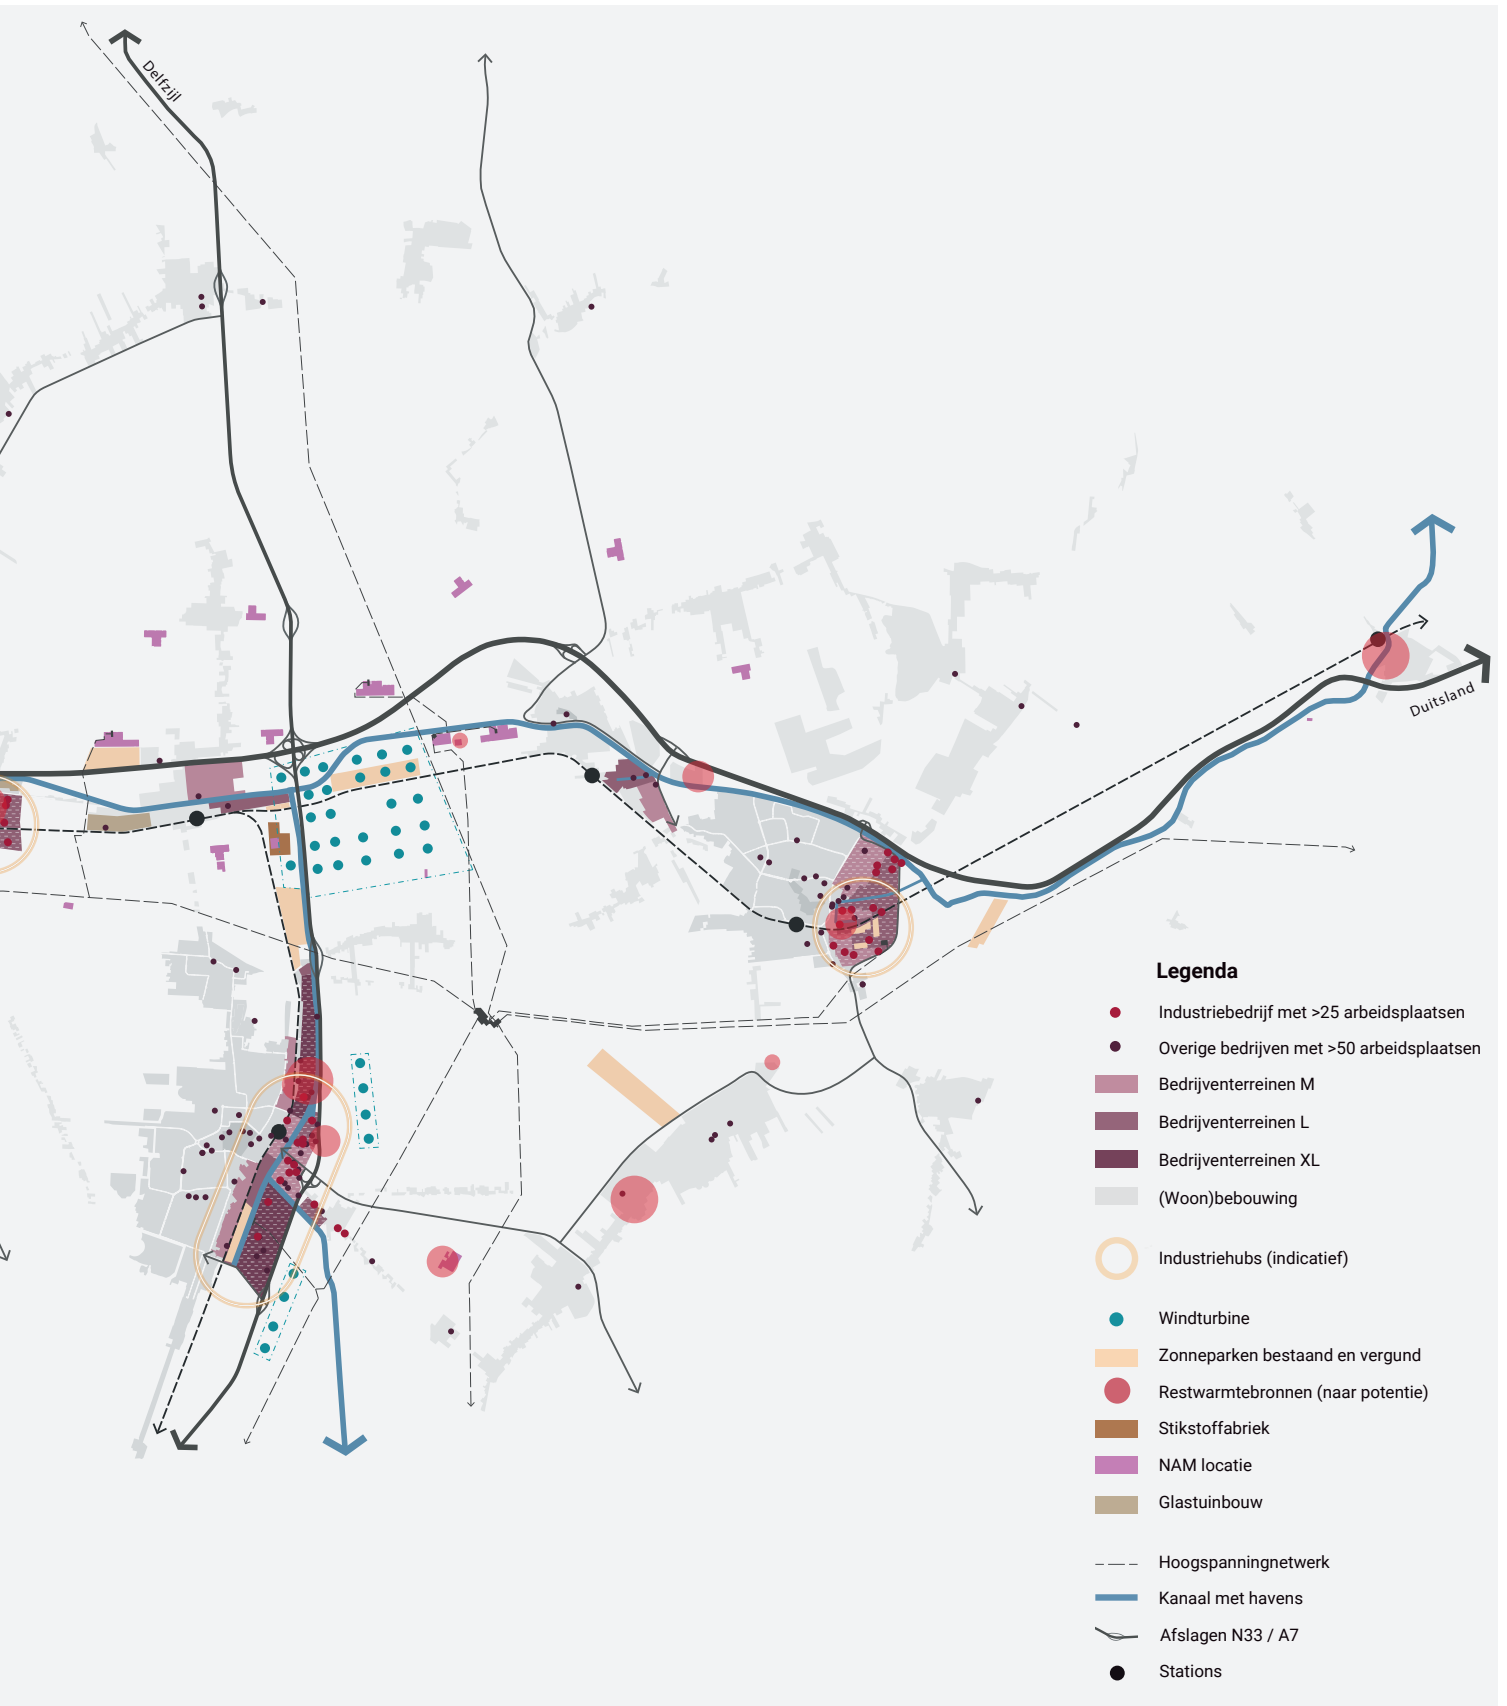 Delfzijl
Duitsland
Legenda
Industriebedrijf met >25 arbeidsplaatsen
Overige bedrijven met >50 arbeidsplaatsen
Bedrijventerreinen M
Bedrijventerreinen L
Bedrijventerreinen XL
(Woon)bebouwing
Industriehubs (indicatief)
Windturbine
Zonneparken bestaand en vergund
Restwarmtebronnen (naar potentie)
Stikstoffabriek
NAM locatie
Glastuinbouw
Hoogspanningnetwerk
Kanaal met havens
Afslagen N33 / A7
Stations